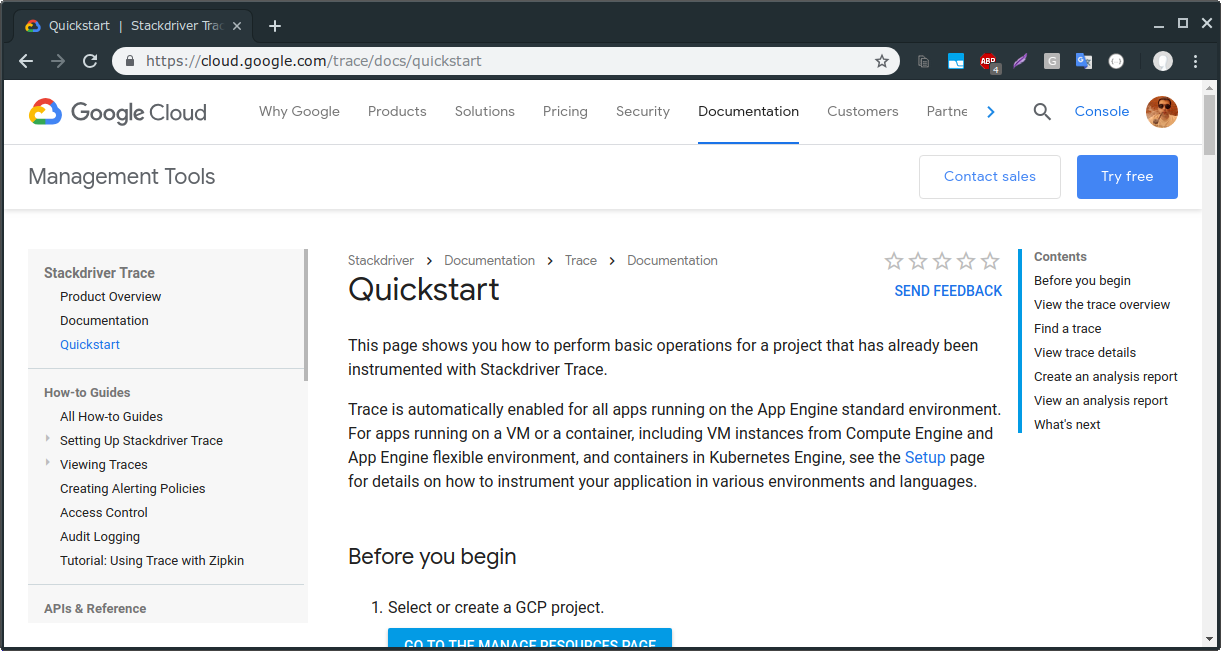 Quickstart | Stackdriver Trac
https://cloud.google.com/trace/docs/quickstart
ABP
4
G
G
Google Cloud
Why Google
Products
Solutions
Pricing
Security
Documentation
Customers
Partne
Console
Management Tools
Contact sales
Try free
Stackdriver Trace
Product Overview
Documentation
Quickstart
How-to Guides
All How-to Guides
Setting Up Stackdriver Trace
Viewing Traces
Creating Alerting Policies
Access Control
Audit Logging
Tutorial: Using Trace with Zipkin
APIs & Reference
Stackdriver > Documentation > Trace > Documentation
Quickstart
SEND FEEDBACK
This page shows you how to perform basic operations for a project that has already been
instrumented with Stackdriver Trace.
Trace is automatically enabled for all apps running on the App Engine standard environment.
For apps running on a VM or a container, including VM instances from Compute Engine and
App Engine flexible environment, and containers in Kubernetes Engine, see the Setup page
for details on how to instrument your application in various environments and languages.
Before you begin
1. Select or create a GCP project.
GO TO THE MANAGE RESOURCES PAGE
Contents
Before you begin
View the trace overview
Find a trace
View trace details
Create an analysis report
View an analysis report
What's next